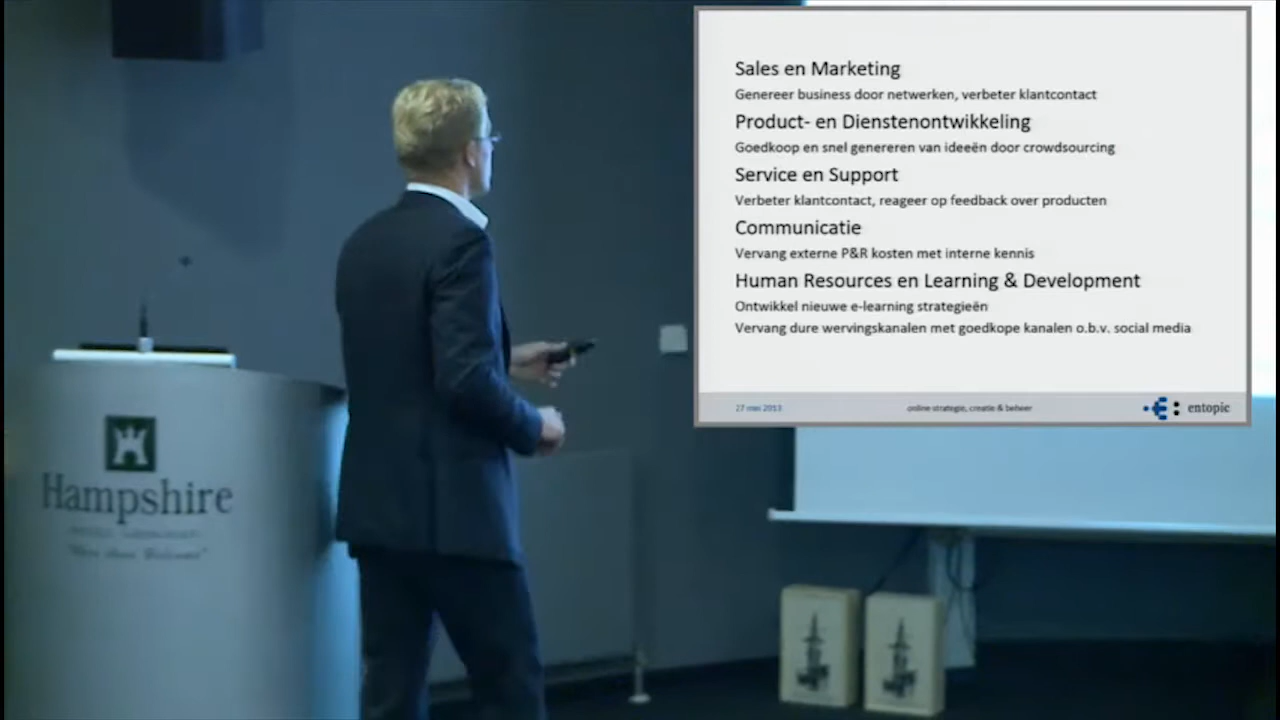 Sales en Marketing
Genereer business door netwerken, verbeter klantcontact
Product- en Dienstenontwikkeling
Goedkoop en snel genereren van ideeën door crowdsourcing
Service en Support
Verbeter klantcontact, reageer op feedback over producten
Communicatie
Vervang externe P&R kosten met interne kennis
Human Resources en Learning & Development
Ontwikkel nieuwe e-learning strategieën
Vervang dure wervingskanalen met goedkope kanalen o.b.v. social media
27 mei 2013
online strategie, creatie & beheer
entopic
Hampshire